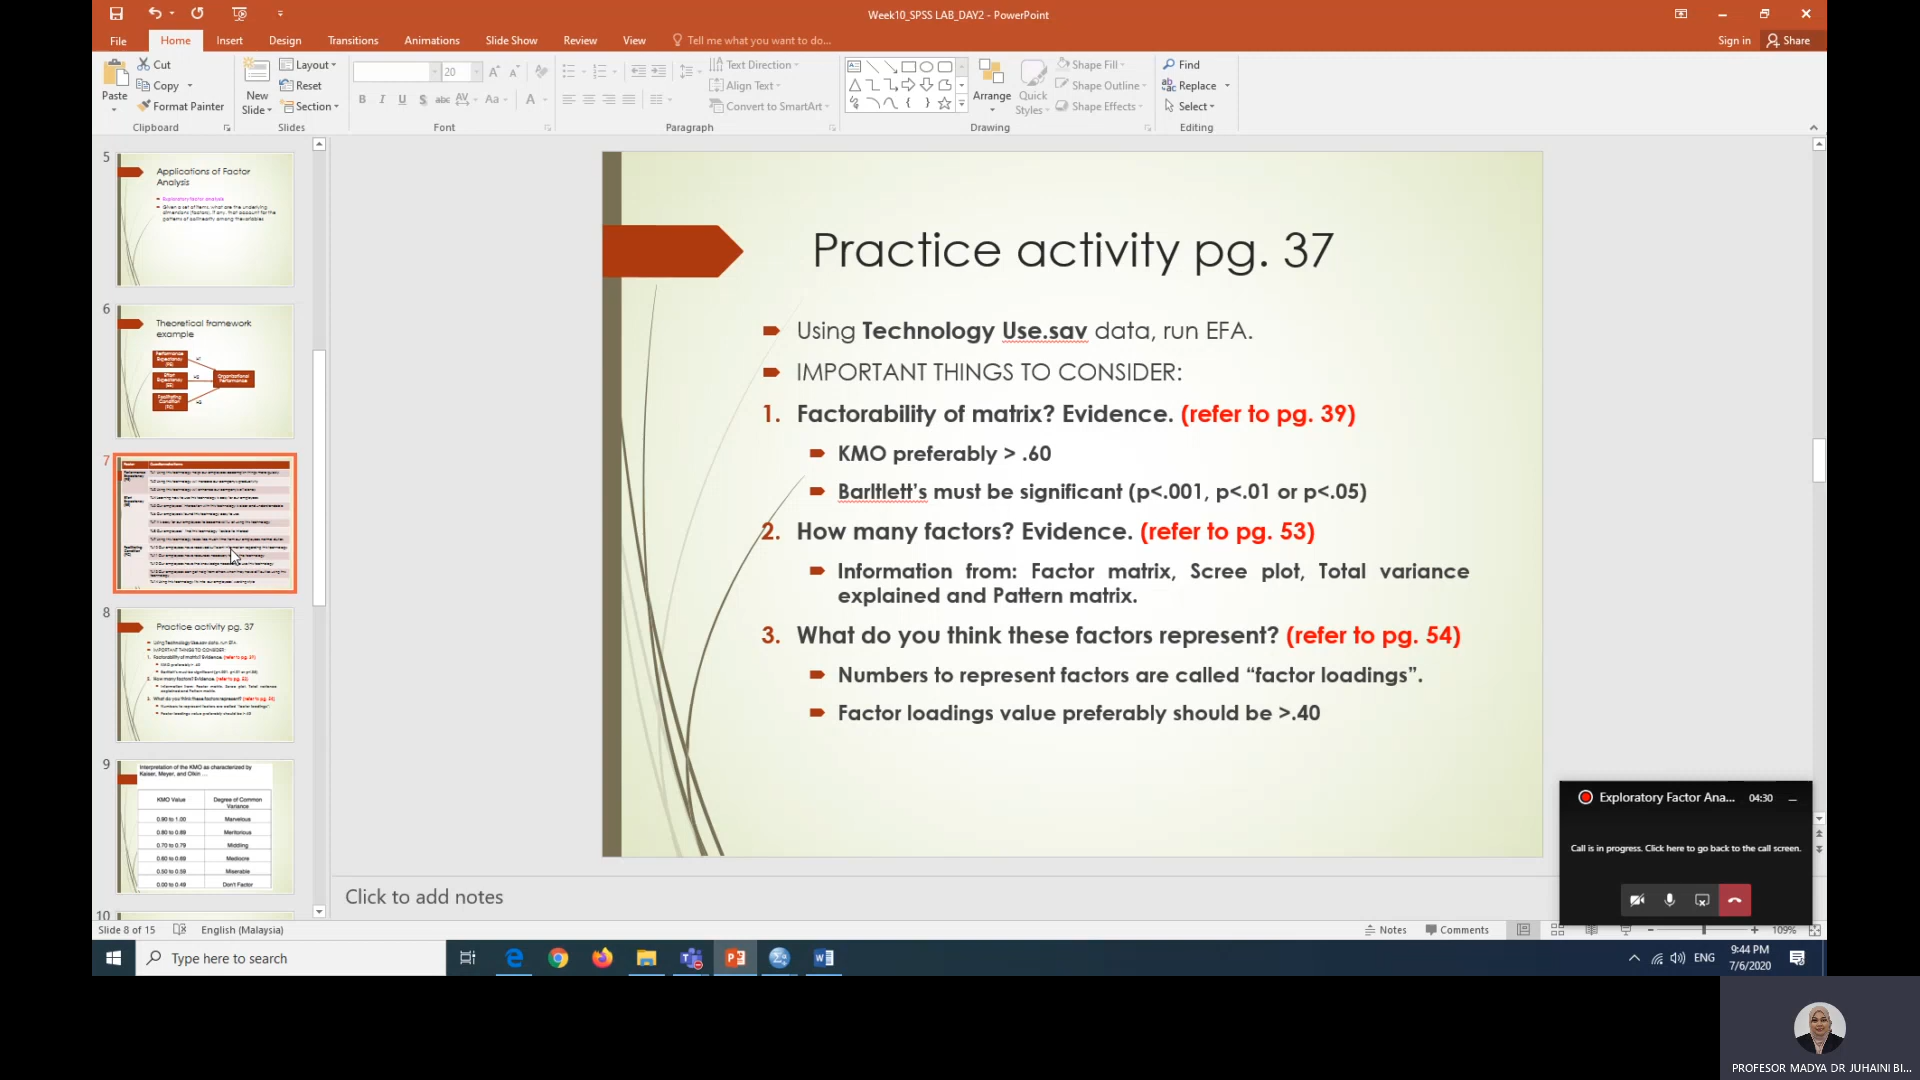 Week10_SPSS LAB_DAY2 - PowerPoint
File Home Insert Design Transitions Animations Slide Show Review View Tell me what you want to do... Sign in Share
Paste
Cut
Copy
Format Painter
Clipboard
New Slide
Layout
Reset
Section
Slides
20
Font
Text Direction
Align Text
Convert to SmartArt
Paragraph
Arrange
Quick Styles
Shape Fill
Shape Outline
Shape Effects
Drawing
Find
Replace
Select
Editing
5
Applications of Factor
Analysis
Exploratory factor analysis
6
Theoretical framework
example
7
8
Practice activity pg. 37
9
Interpretation of the KMO as characterized by
Kaiser, Meyer, and Olkin ...
KMO Value Degree of Common Variance
0.90 to 1.00 Marvelous
0.80 to 0.89 Meritorious
0.70 to 0.79 Middling
0.60 to 0.69 Mediocre
0.50 to 0.59 Miserable
0.00 to 0.49 Don't Factor
10
Practice activity pg. 37
Using Technology Use.sav data, run EFA.
IMPORTANT THINGS TO CONSIDER:
1. Factorability of matrix? Evidence. (refer to pg. 39)
KMO preferably > .60
Barltlett’s must be significant (p<.001, p<.01 or p<.05)
2. How many factors? Evidence. (refer to pg. 53)
Information from: Factor matrix, Scree plot, Total variance
explained and Pattern matrix.
3. What do you think these factors represent? (refer to pg. 54)
Numbers to represent factors are called “factor loadings”.
Factor loadings value preferably should be >.40
Click to add notes
Exploratory Factor Ana... 04:30
Call is in progress. Click here to go back to the call screen.
Slide 8 of 15 English (Malaysia) Notes Comments 109%
Type here to search
ENG
9:44 PM
7/6/2020
PROFESOR MADYA DR JUHAINI BI...